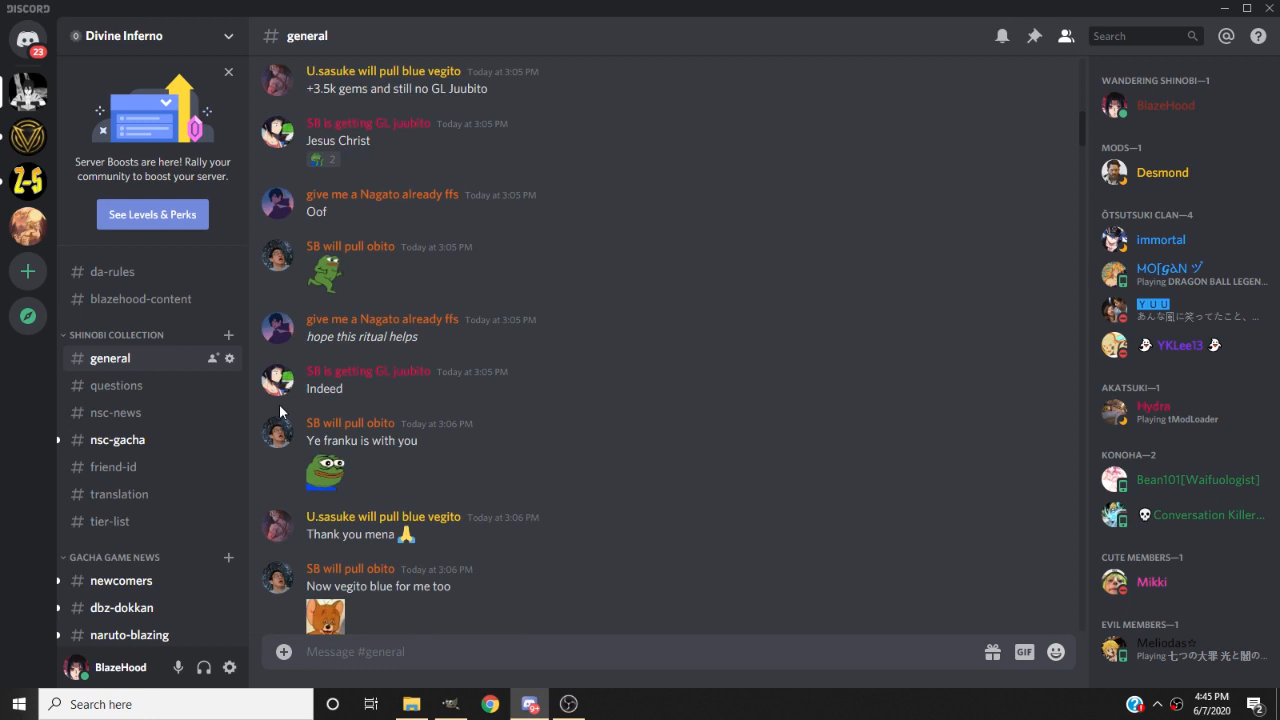 DISCORD
23
Divine Inferno
Server Boosts are here! Rally your
community to boost your server.
See Levels & Perks
# da-rules
# blazehood-content
SHINOBI COLLECTION
# general
# questions
# nsc-news
# nsc-gacha
# friend-id
# translation
# tier-list
GACHA GAME NEWS
# newcomers
# dbz-dokkan
# naruto-blazing
BlazeHood
Z-5
# general
Search
U.sasuke will pull blue vegito Today at 3:05 PM
+3.5k gems and still no GL Juubito
SB is getting GL juubito Today at 3:05 PM
Jesus Christ
2
give me a Nagato already ffs Today at 3:05 PM
Oof
SB will pull obito Today at 3:05 PM
give me a Nagato already ffs Today at 3:05 PM
hope this ritual helps
SB is getting GL juubito Today at 3:05 PM
Indeed
SB will pull obito Today at 3:06 PM
Ye franku is with you
U.sasuke will pull blue vegito Today at 3:06 PM
Thank you mena 🙏
SB will pull obito Today at 3:06 PM
Now vegito blue for me too
Message #general
GIF
WANDERING SHINOBI—1
BlazeHood
MODS—1
Desmond
ŌTSUTSUKI CLAN—4
immortal
Playing DRAGON BALL LEGEN...
Y U U
あんな風に笑ってたこと、...
👻 YKLee13 👻
AKATSUKI—1
Hydra
Playing tModLoader
KONOHA—2
Bean101[Waifuologist]
💀Conversation Killer...
CUTE MEMBERS—1
Mikki
EVIL MEMBERS—1
Meliodas☆
Playing 七つの大罪 光と闇の...
Search here
4:45 PM
6/7/2020
2